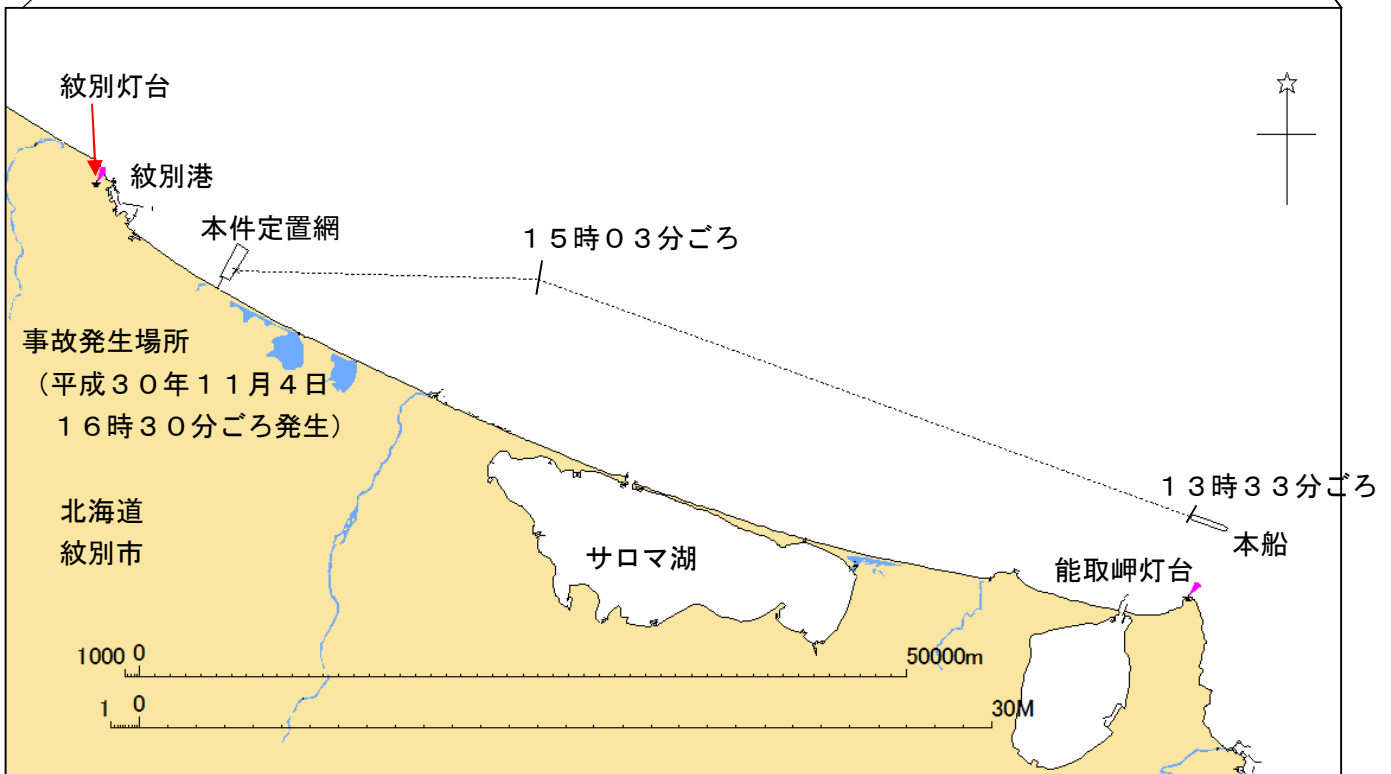 紋別灯台
紋別港
本件定置網
１５時０３分ごろ
事故発生場所
（平成３０年１１月４日
１６時３０分ごろ発生）
１３時３３分ごろ
本船
北海道
紋別市
サロマ湖
能取岬灯台
1000 0 50000m
1 0 30M